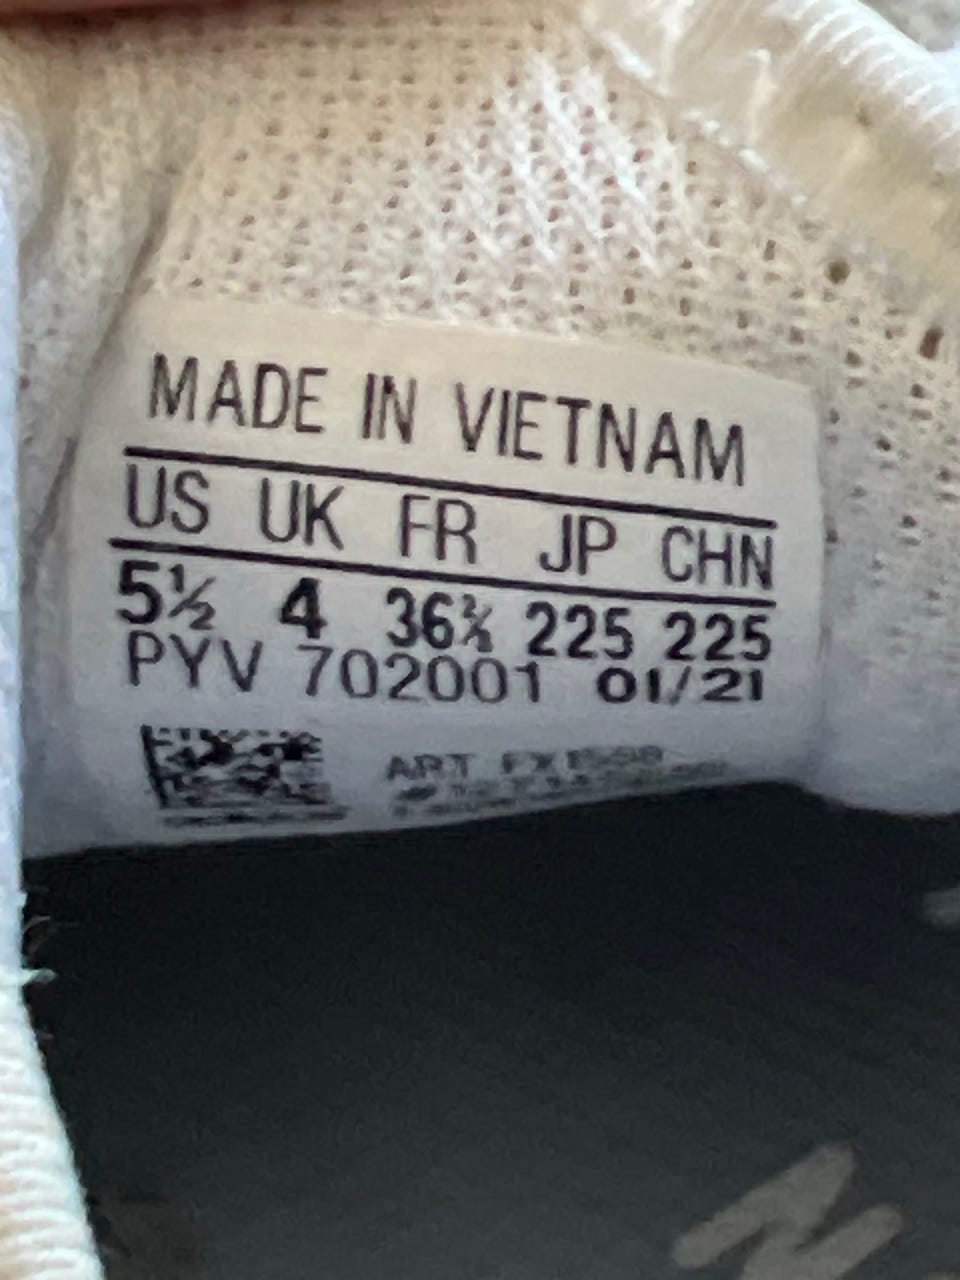 MADE IN VIETNAM
US UK FR JP CHN
5½ 4 36⅔ 225 225
PYV 702001 01/21
ART